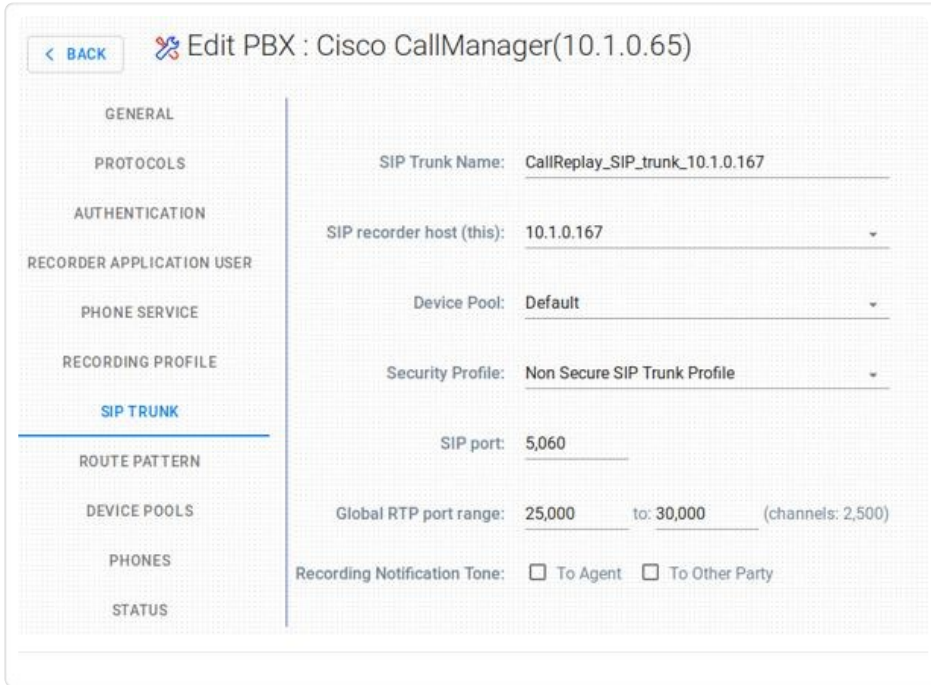 BACK
Edit PBX : Cisco CallManager(10.1.0.65)
GENERAL
PROTOCOLS
AUTHENTICATION
RECORDER APPLICATION USER
PHONE SERVICE
RECORDING PROFILE
SIP TRUNK
ROUTE PATTERN
DEVICE POOLS
PHONES
STATUS
SIP Trunk Name: CallReplay_SIP_trunk_10.1.0.167
SIP recorder host (this): 10.1.0.167
Device Pool: Default
Security Profile: Non Secure SIP Trunk Profile
SIP port: 5,060
Global RTP port range: 25,000 to: 30,000 (channels: 2,500)
Recording Notification Tone: To Agent To Other Party